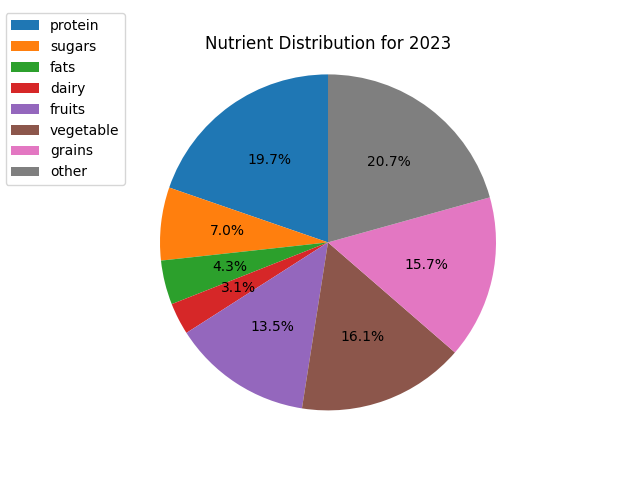 Nutrient Distribution for 2023
protein
sugars
fats
dairy
fruits
vegetable
grains
other
19.7%
20.7%
7.0%
4.3%
3.1%
15.7%
13.5%
16.1%